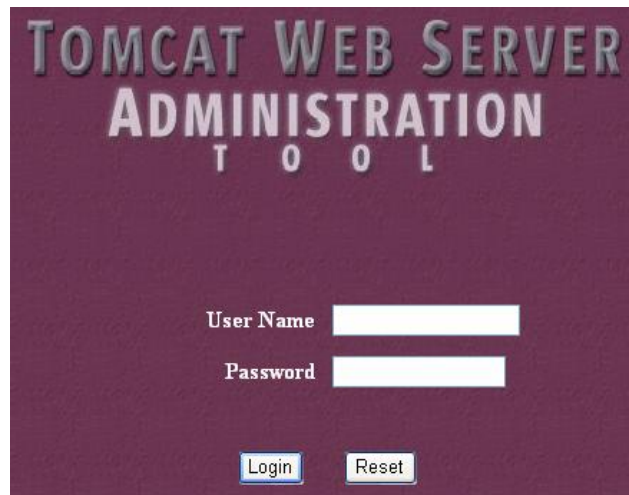 TOMCAT WEB SERVER
ADMINISTRATION
TOOL
User Name
Password
Login Reset